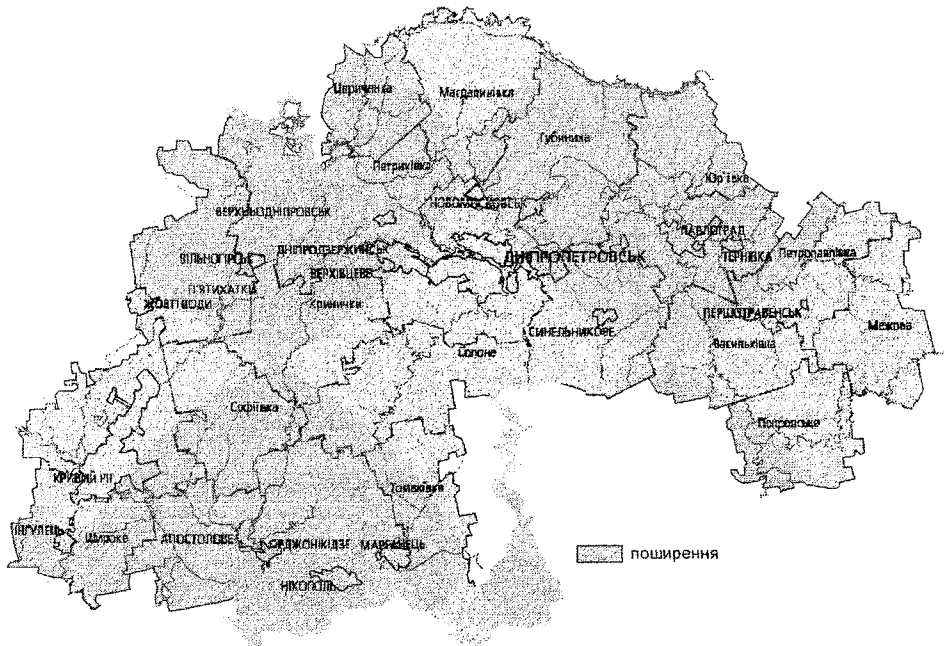 Царичанка
Магдалинівка
Губиниха
Петриківка
Юр'ївка
НОВОМОСКОВСЬК
ВЕРХНЬОДНІПРОВСЬК
ПАВЛОГРАД
ДНІПРОДЗЕРЖИНСЬК
ДНІПРОПЕТРОВСЬК
ТЕРНІВКА
Петропавлівка
ВІЛЬНОГІРСЬК
ВЕРХІВЦЕВО
П'ЯТИХАТКИ
ЖОВТІ ВОДИ
Кринички
ПЕРШОТРАВЕНСЬК
СИНЕЛЬНИКОВЕ
Межова
Васильківка
Солоне
Софіївка
Покровське
КРИВИЙ РІГ
Томаківка
ІНГУЛЕЦЬ
Широке
АПОСТОЛОВЕ
ОРДЖОНІКІДЗЕ
МАРГАНЕЦЬ
поширення
НІКОПОЛЬ